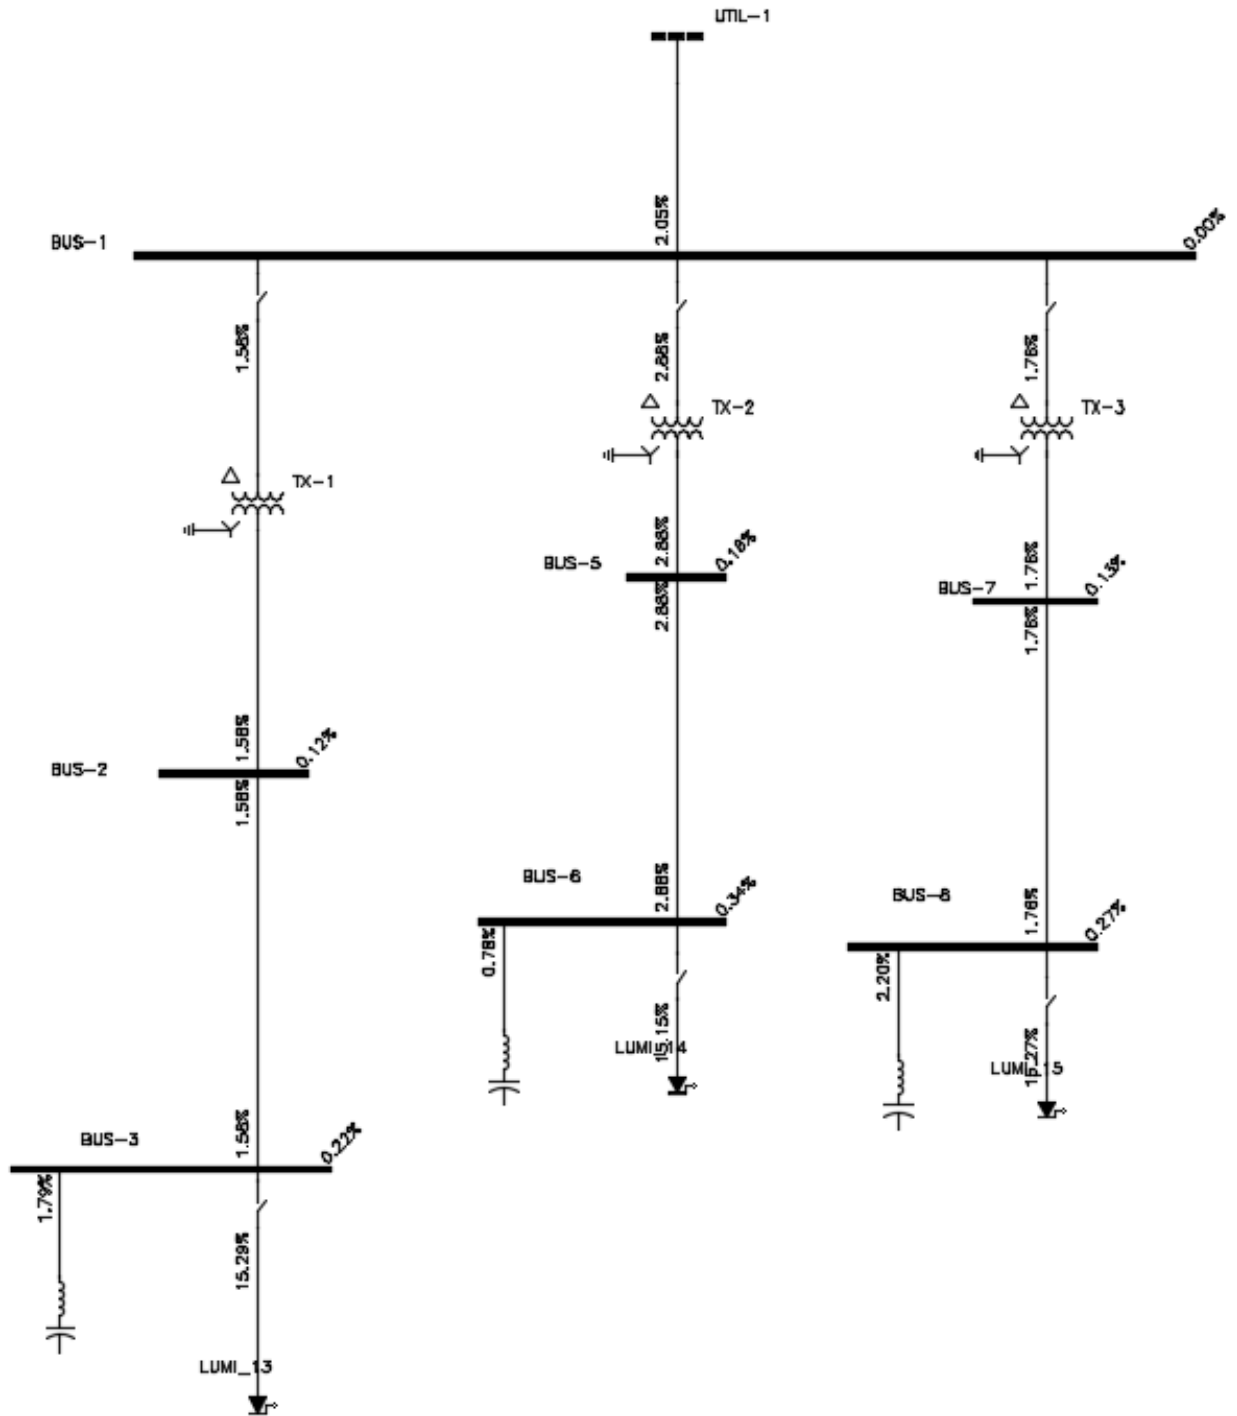 UTIL-1
2.05%
BUS-1
0.00%
1.58%
2.88%
1.76%
TX-2
TX-3
TX-1
2.88%
0.18%
BUS-5
2.88%
1.76%
0.13%
BUS-7
1.76%
1.58%
0.12%
BUS-2
1.58%
BUS-6
2.88%
0.34%
0.78%
BUS-8
1.76%
0.27%
2.20%
15.15%
LUMI_14
15.27%
LUMI_15
BUS-3
1.58%
0.22%
1.79%
15.29%
LUMI_13